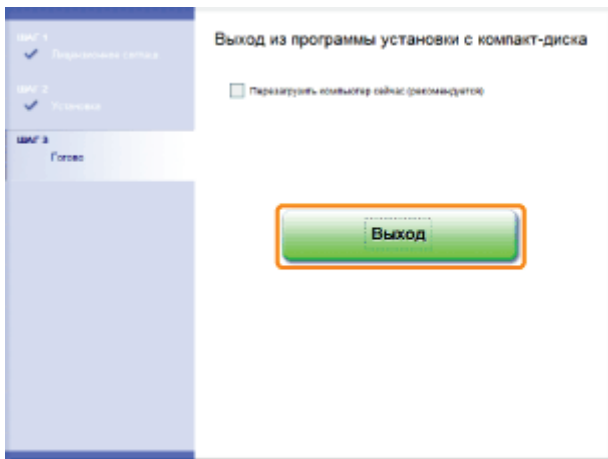 ШАГ 1
Лицензионное соглаш.
ШАГ 2
Установка
ШАГ 3
Готово
Выход из программы установки с компакт-диска
Перезагрузить компьютер сейчас (рекомендуется)
Выход